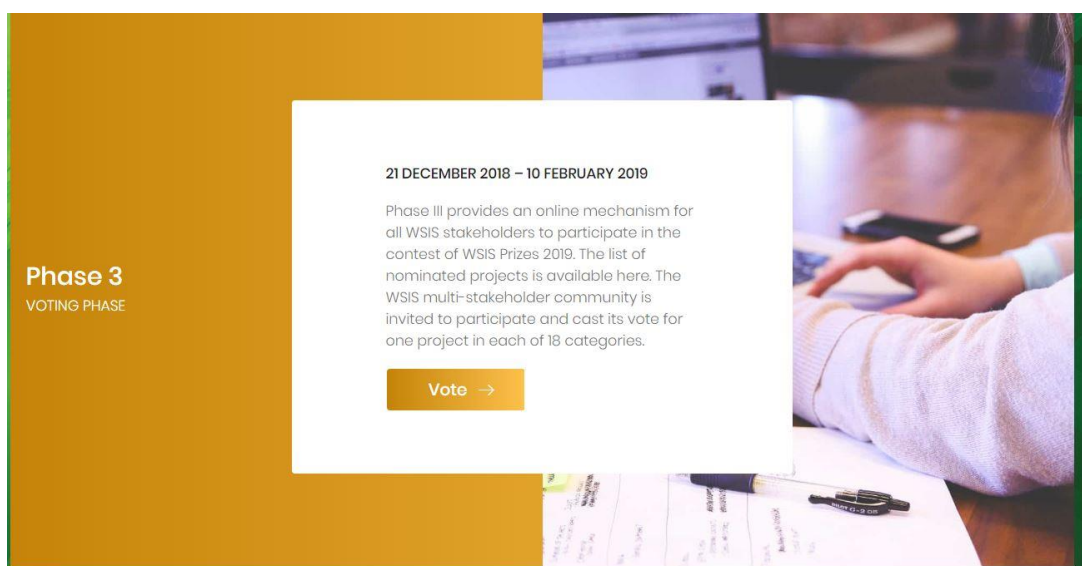 Phase 3
VOTING PHASE
21 DECEMBER 2018 – 10 FEBRUARY 2019
Phase III provides an online mechanism for
all WSIS stakeholders to participate in the
contest of WSIS Prizes 2019. The list of
nominated projects is available here. The
WSIS multi-stakeholder community is
invited to participate and cast its vote for
one project in each of 18 categories.
Vote →